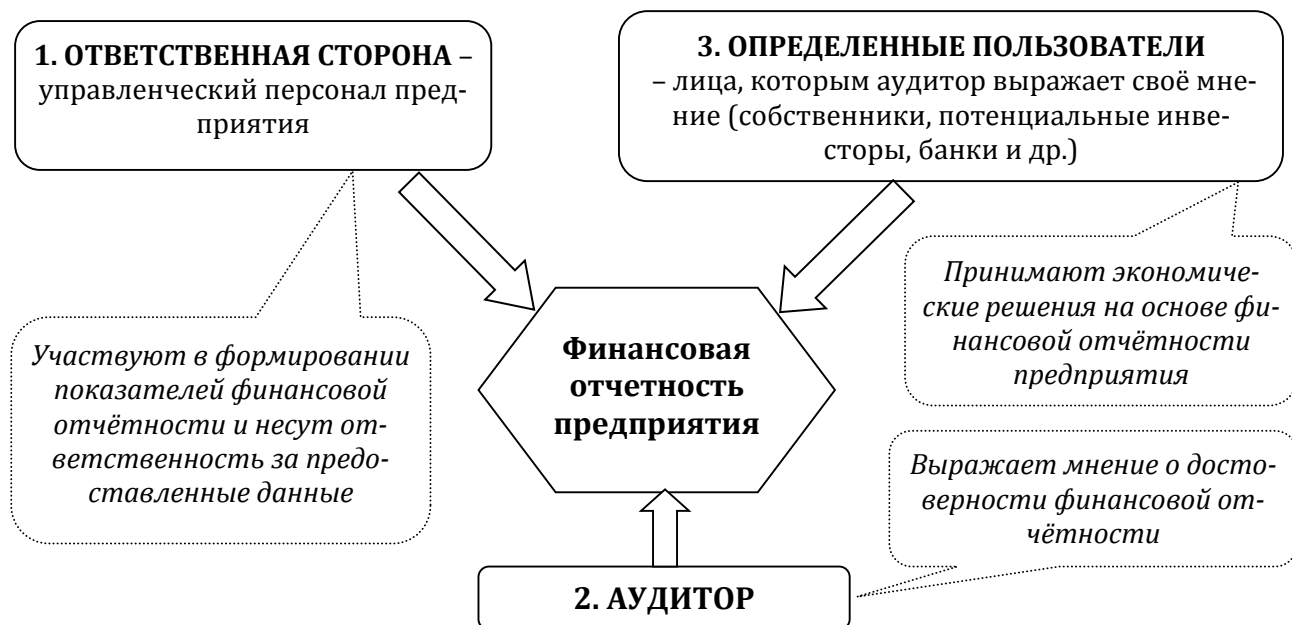 1. ОТВЕТСТВЕННАЯ СТОРОНА –
управленческий персонал пред-
приятия
3. ОПРЕДЕЛЕННЫЕ ПОЛЬЗОВАТЕЛИ
– лица, которым аудитор выражает своё мне-
ние (собственники, потенциальные инве-
сторы, банки и др.)
Участвуют в формировании
показателей финансовой
отчётности и несут от-
ветственность за предо-
ставленные данные
Финансовая
отчетность
предприятия
Принимают экономиче-
ские решения на основе фи-
нансовой отчётности
предприятия
Выражает мнение о досто-
верности финансовой от-
чётности
2. АУДИТОР